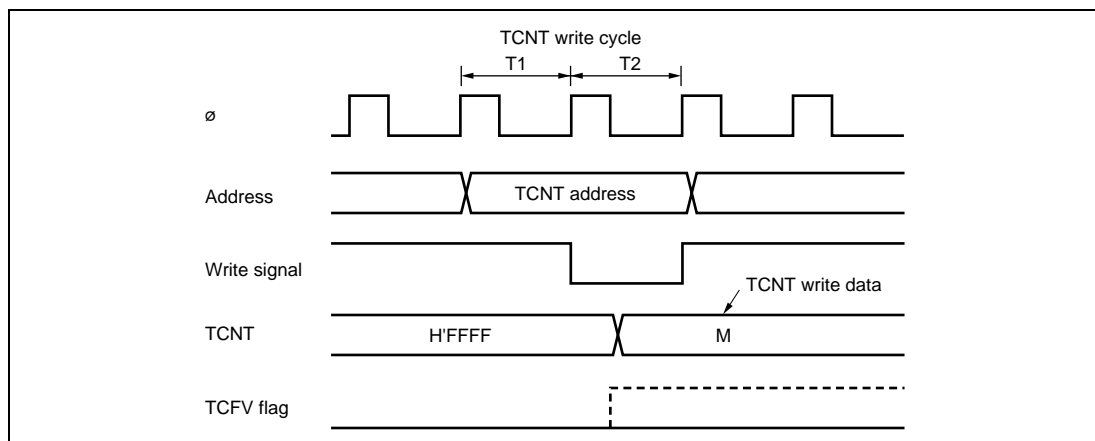 TCNT write cycle
T1 T2
ø
Address TCNT address
Write signal
TCNT write data
TCNT H'FFFF M
TCFV flag